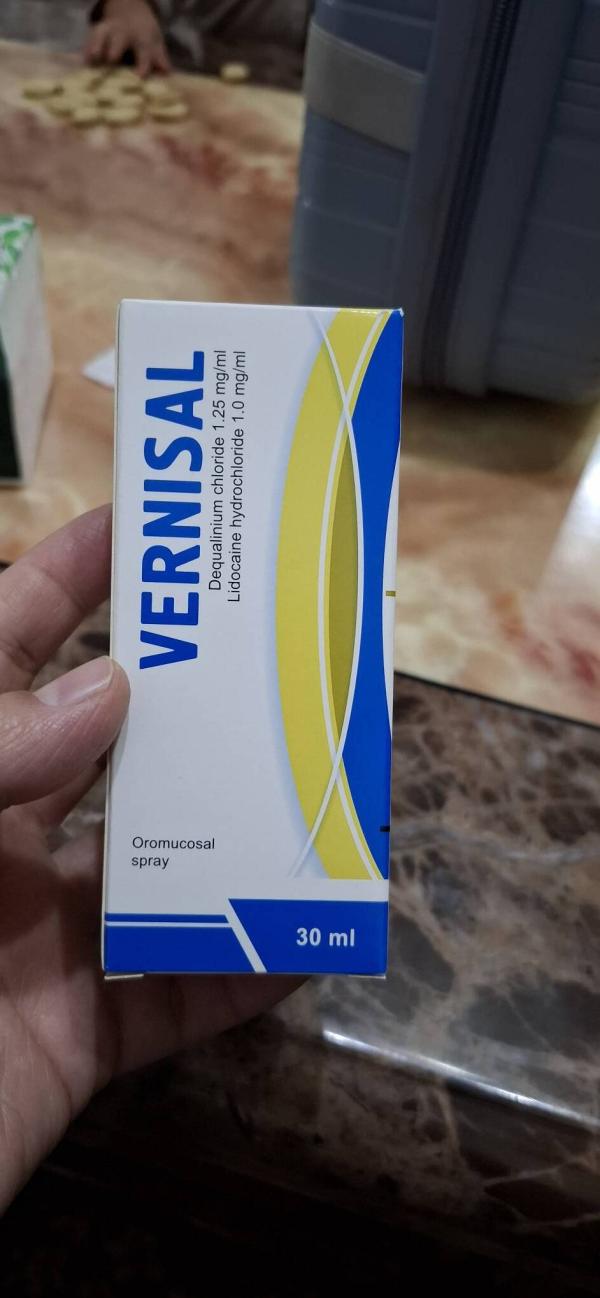 VERNISAL
Dequalinium chloride 1.25 mg/ml
Lidocaine hydrochloride 1.0 mg/ml
Oromucosal
spray
30 ml